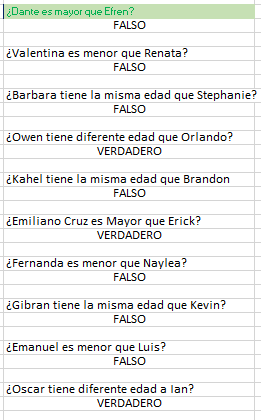 ¿Dante es mayor que Efren?
FALSO
¿Valentina es menor que Renata?
FALSO
¿Barbara tiene la misma edad que Stephanie?
FALSO
¿Owen tiene diferente edad que Orlando?
VERDADERO
¿Kahel tiene la misma edad que Brandon
FALSO
¿Emiliano Cruz es Mayor que Erick?
VERDADERO
¿Fernanda es menor que Naylea?
FALSO
¿Gibran tiene la misma edad que Kevin?
FALSO
¿Emanuel es menor que Luis?
FALSO
¿Oscar tiene diferente edad a Ian?
VERDADERO